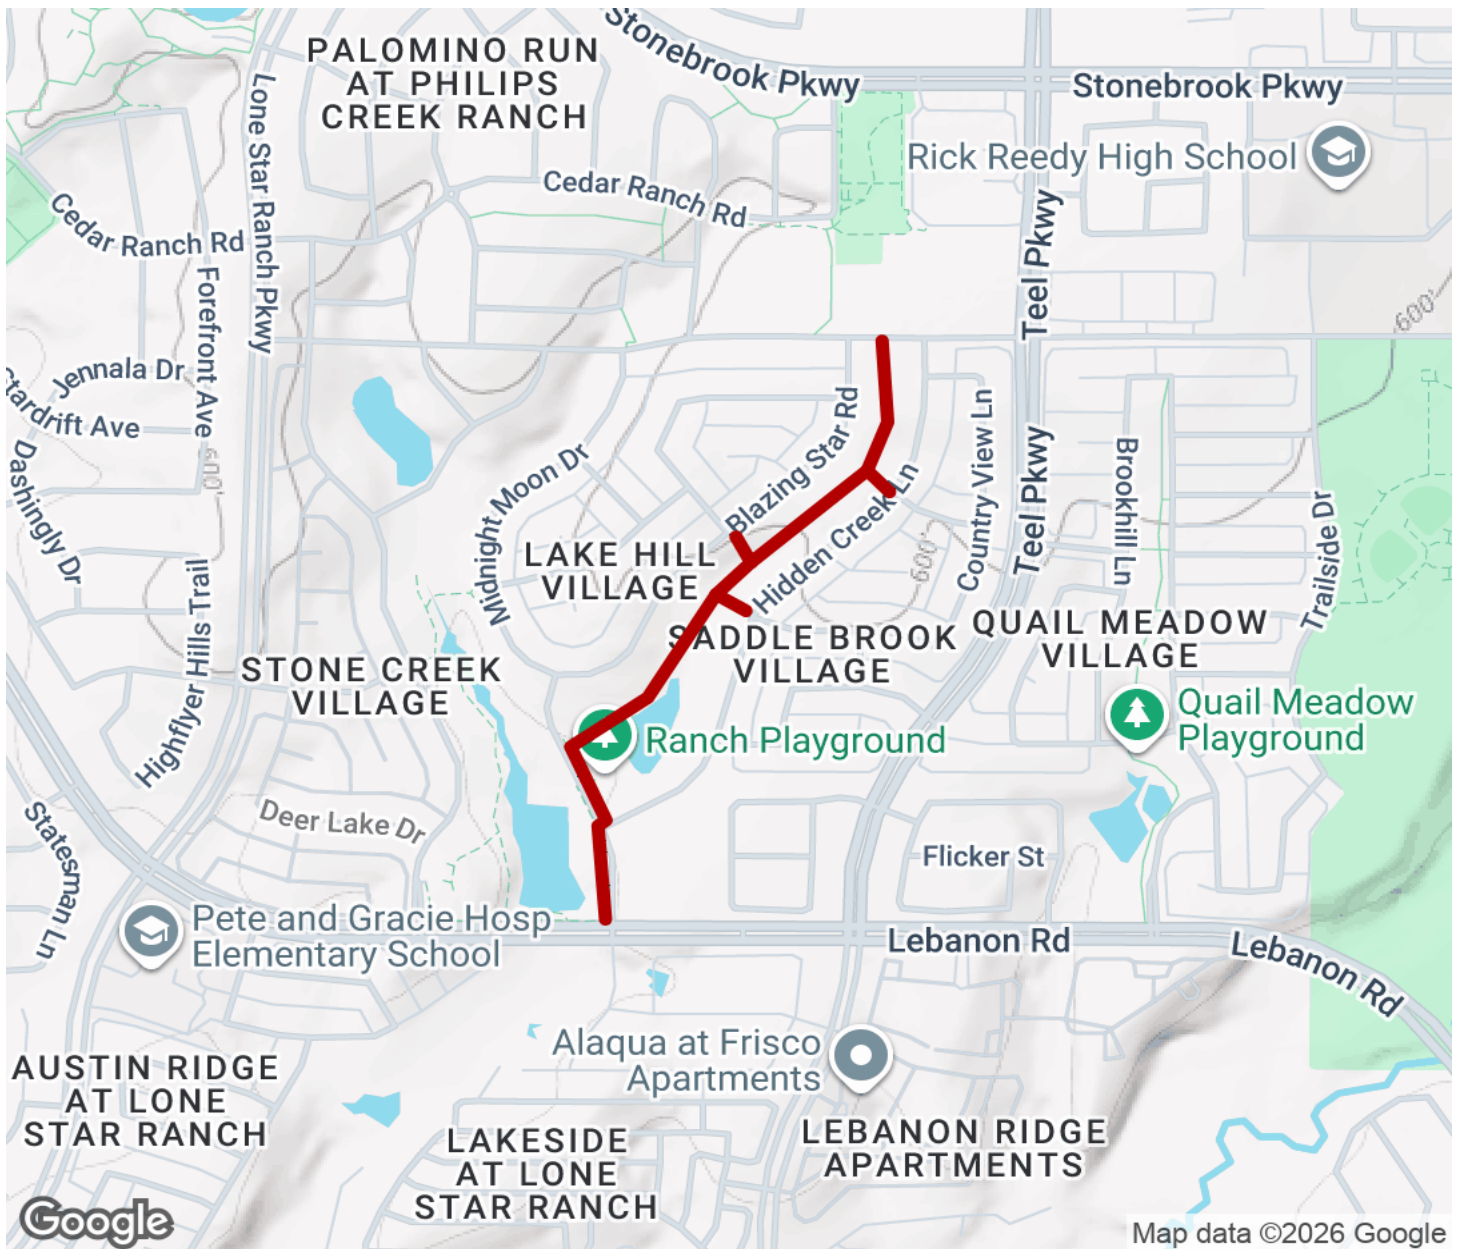 Stonebrook Pkwy
Stonebrook Pkwy
PALOMINO RUN
AT PHILIPS
CREEK RANCH
Lone Star Ranch Pkwy
Rick Reedy High School
Cedar Ranch Rd
Cedar Ranch Rd
Teel Pkwy
Forefront Ave
600'
Jennala Dr
Stardrift Ave
Dashingly Dr
600'
Midnight Moon Dr
Blazing Star Rd
Hidden Creek Ln
Country View Ln
Teel Pkwy
Brookhill Ln
Trailside Dr
600'
LAKE HILL
VILLAGE
Highflyer Hills Trail
SADDLE BROOK
VILLAGE
QUAIL MEADOW
VILLAGE
STONE CREEK
VILLAGE
Ranch Playground
Quail Meadow
Playground
Deer Lake Dr
Statesman Ln
Flicker St
Pete and Gracie Hosp
Elementary School
Lebanon Rd
Lebanon Rd
Alaqua at Frisco
Apartments
AUSTIN RIDGE
AT LONE
STAR RANCH
LAKESIDE
AT LONE
STAR RANCH
LEBANON RIDGE
APARTMENTS
Google
Map data ©2026 Google